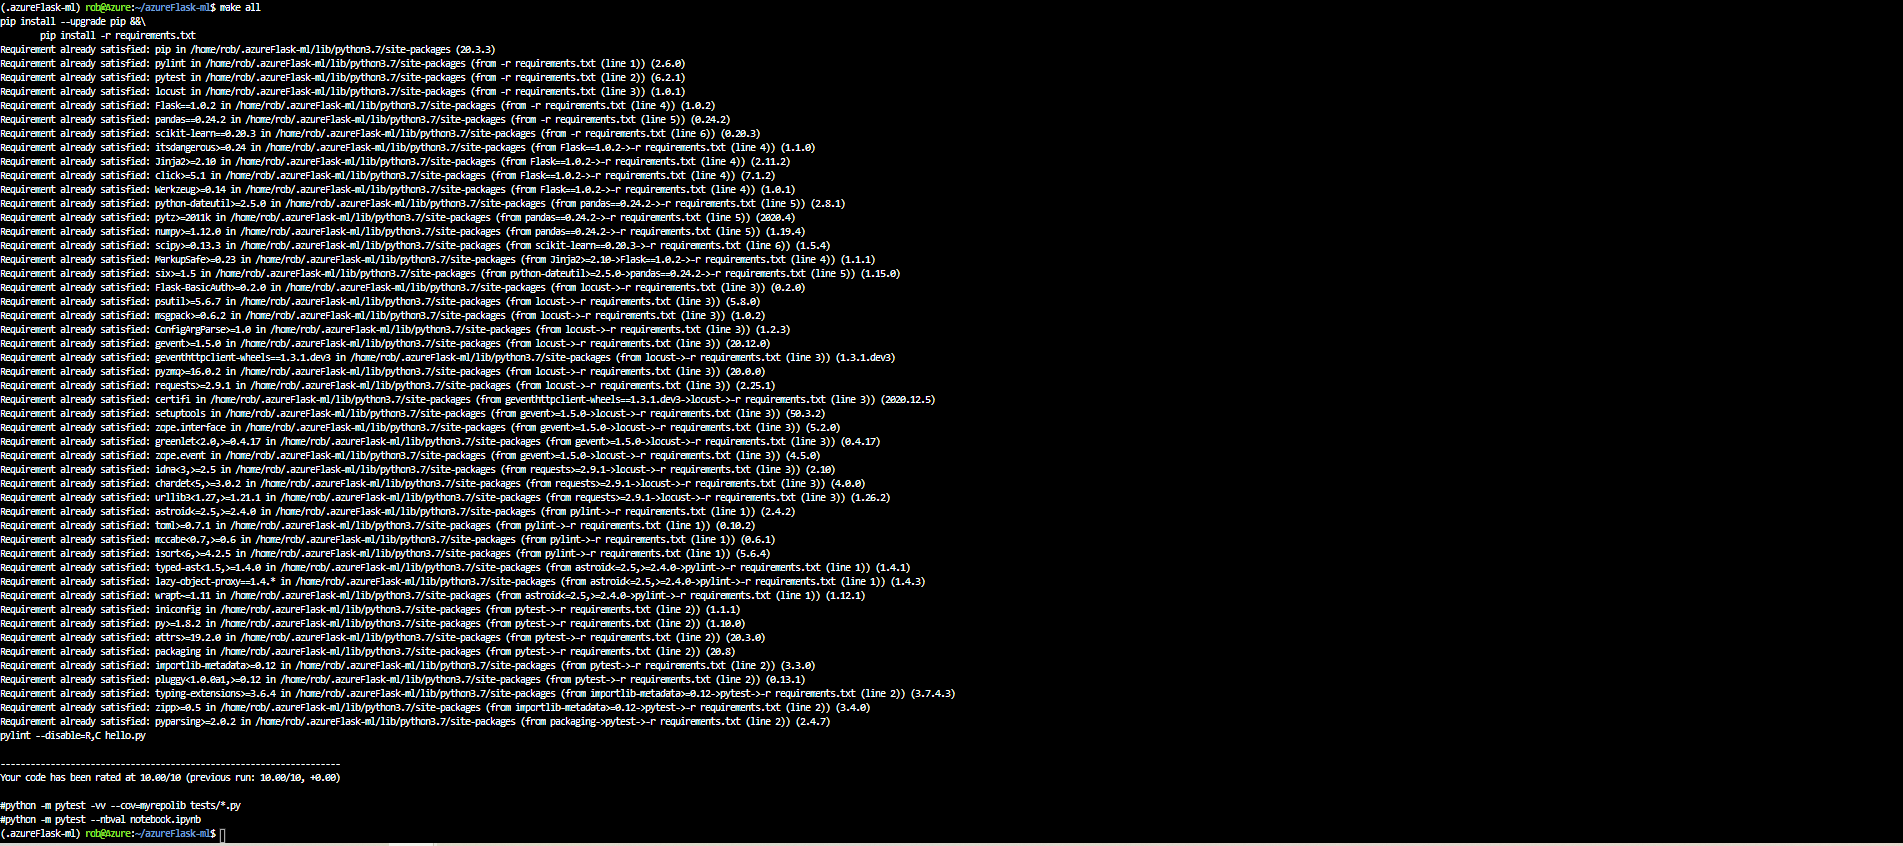 (.azureFlask-ml) rob@Azure:~/azureFlask-ml$ make all
pip install --upgrade pip &&\
pip install -r requirements.txt
Requirement already satisfied: pip in /home/rob/.azureFlask-ml/lib/python3.7/site-packages (20.3.3)
Requirement already satisfied: pylint in /home/rob/.azureFlask-ml/lib/python3.7/site-packages (from -r requirements.txt (line 1)) (2.6.0)
Requirement already satisfied: pytest in /home/rob/.azureFlask-ml/lib/python3.7/site-packages (from -r requirements.txt (line 2)) (6.2.1)
Requirement already satisfied: locust in /home/rob/.azureFlask-ml/lib/python3.7/site-packages (from -r requirements.txt (line 3)) (1.0.1)
Requirement already satisfied: Flask==1.0.2 in /home/rob/.azureFlask-ml/lib/python3.7/site-packages (from -r requirements.txt (line 4)) (1.0.2)
Requirement already satisfied: pandas==0.24.2 in /home/rob/.azureFlask-ml/lib/python3.7/site-packages (from -r requirements.txt (line 5)) (0.24.2)
Requirement already satisfied: scikit-learn==0.20.3 in /home/rob/.azureFlask-ml/lib/python3.7/site-packages (from -r requirements.txt (line 6)) (0.20.3)
Requirement already satisfied: itsdangerous>=0.24 in /home/rob/.azureFlask-ml/lib/python3.7/site-packages (from Flask==1.0.2->-r requirements.txt (line 4)) (1.1.0)
Requirement already satisfied: Jinja2>=2.10 in /home/rob/.azureFlask-ml/lib/python3.7/site-packages (from Flask==1.0.2->-r requirements.txt (line 4)) (2.11.2)
Requirement already satisfied: click>=5.1 in /home/rob/.azureFlask-ml/lib/python3.7/site-packages (from Flask==1.0.2->-r requirements.txt (line 4)) (7.1.2)
Requirement already satisfied: Werkzeug>=0.14 in /home/rob/.azureFlask-ml/lib/python3.7/site-packages (from Flask==1.0.2->-r requirements.txt (line 4)) (1.0.1)
Requirement already satisfied: python-dateutil>=2.5.0 in /home/rob/.azureFlask-ml/lib/python3.7/site-packages (from pandas==0.24.2->-r requirements.txt (line 5)) (2.8.1)
Requirement already satisfied: pytz>=2011k in /home/rob/.azureFlask-ml/lib/python3.7/site-packages (from pandas==0.24.2->-r requirements.txt (line 5)) (2020.4)
Requirement already satisfied: numpy>=1.12.0 in /home/rob/.azureFlask-ml/lib/python3.7/site-packages (from pandas==0.24.2->-r requirements.txt (line 5)) (1.19.4)
Requirement already satisfied: scipy>=0.13.3 in /home/rob/.azureFlask-ml/lib/python3.7/site-packages (from scikit-learn==0.20.3->-r requirements.txt (line 6)) (1.5.4)
Requirement already satisfied: MarkupSafe>=0.23 in /home/rob/.azureFlask-ml/lib/python3.7/site-packages (from Jinja2>=2.10->Flask==1.0.2->-r requirements.txt (line 4)) (1.1.1)
Requirement already satisfied: six>=1.5 in /home/rob/.azureFlask-ml/lib/python3.7/site-packages (from python-dateutil>=2.5.0->pandas==0.24.2->-r requirements.txt (line 5)) (1.15.0)
Requirement already satisfied: Flask-BasicAuth>=0.2.0 in /home/rob/.azureFlask-ml/lib/python3.7/site-packages (from locust->-r requirements.txt (line 3)) (0.2.0)
Requirement already satisfied: psutil>=5.6.7 in /home/rob/.azureFlask-ml/lib/python3.7/site-packages (from locust->-r requirements.txt (line 3)) (5.8.0)
Requirement already satisfied: msgpack>=0.6.2 in /home/rob/.azureFlask-ml/lib/python3.7/site-packages (from locust->-r requirements.txt (line 3)) (1.0.2)
Requirement already satisfied: ConfigArgParse>=1.0 in /home/rob/.azureFlask-ml/lib/python3.7/site-packages (from locust->-r requirements.txt (line 3)) (1.2.3)
Requirement already satisfied: gevent>=1.5.0 in /home/rob/.azureFlask-ml/lib/python3.7/site-packages (from locust->-r requirements.txt (line 3)) (20.12.0)
Requirement already satisfied: geventhttpclient-wheels==1.3.1.dev3 in /home/rob/.azureFlask-ml/lib/python3.7/site-packages (from locust->-r requirements.txt (line 3)) (1.3.1.dev3)
Requirement already satisfied: pyzmq>=16.0.2 in /home/rob/.azureFlask-ml/lib/python3.7/site-packages (from locust->-r requirements.txt (line 3)) (20.0.0)
Requirement already satisfied: requests>=2.9.1 in /home/rob/.azureFlask-ml/lib/python3.7/site-packages (from locust->-r requirements.txt (line 3)) (2.25.1)
Requirement already satisfied: certifi in /home/rob/.azureFlask-ml/lib/python3.7/site-packages (from geventhttpclient-wheels==1.3.1.dev3->locust->-r requirements.txt (line 3)) (2020.12.5)
Requirement already satisfied: setuptools in /home/rob/.azureFlask-ml/lib/python3.7/site-packages (from gevent>=1.5.0->locust->-r requirements.txt (line 3)) (50.3.2)
Requirement already satisfied: zope.interface in /home/rob/.azureFlask-ml/lib/python3.7/site-packages (from gevent>=1.5.0->locust->-r requirements.txt (line 3)) (5.2.0)
Requirement already satisfied: greenlet<2.0,>=0.4.17 in /home/rob/.azureFlask-ml/lib/python3.7/site-packages (from gevent>=1.5.0->locust->-r requirements.txt (line 3)) (0.4.17)
Requirement already satisfied: zope.event in /home/rob/.azureFlask-ml/lib/python3.7/site-packages (from gevent>=1.5.0->locust->-r requirements.txt (line 3)) (4.5.0)
Requirement already satisfied: idna<3,>=2.5 in /home/rob/.azureFlask-ml/lib/python3.7/site-packages (from requests>=2.9.1->locust->-r requirements.txt (line 3)) (2.10)
Requirement already satisfied: chardet<5,>=3.0.2 in /home/rob/.azureFlask-ml/lib/python3.7/site-packages (from requests>=2.9.1->locust->-r requirements.txt (line 3)) (4.0.0)
Requirement already satisfied: urllib3<1.27,>=1.21.1 in /home/rob/.azureFlask-ml/lib/python3.7/site-packages (from requests>=2.9.1->locust->-r requirements.txt (line 3)) (1.26.2)
Requirement already satisfied: astroid<=2.5,>=2.4.0 in /home/rob/.azureFlask-ml/lib/python3.7/site-packages (from pylint->-r requirements.txt (line 1)) (2.4.2)
Requirement already satisfied: toml>=0.7.1 in /home/rob/.azureFlask-ml/lib/python3.7/site-packages (from pylint->-r requirements.txt (line 1)) (0.10.2)
Requirement already satisfied: mccabe<0.7,>=0.6 in /home/rob/.azureFlask-ml/lib/python3.7/site-packages (from pylint->-r requirements.txt (line 1)) (0.6.1)
Requirement already satisfied: isort<6,>=4.2.5 in /home/rob/.azureFlask-ml/lib/python3.7/site-packages (from pylint->-r requirements.txt (line 1)) (5.6.4)
Requirement already satisfied: typed-ast<1.5,>=1.4.0 in /home/rob/.azureFlask-ml/lib/python3.7/site-packages (from astroid<=2.5,>=2.4.0->pylint->-r requirements.txt (line 1)) (1.4.1)
Requirement already satisfied: lazy-object-proxy==1.4.* in /home/rob/.azureFlask-ml/lib/python3.7/site-packages (from astroid<=2.5,>=2.4.0->pylint->-r requirements.txt (line 1)) (1.4.3)
Requirement already satisfied: wrapt~=1.11 in /home/rob/.azureFlask-ml/lib/python3.7/site-packages (from astroid<=2.5,>=2.4.0->pylint->-r requirements.txt (line 1)) (1.12.1)
Requirement already satisfied: iniconfig in /home/rob/.azureFlask-ml/lib/python3.7/site-packages (from pytest->-r requirements.txt (line 2)) (1.1.1)
Requirement already satisfied: py>=1.8.2 in /home/rob/.azureFlask-ml/lib/python3.7/site-packages (from pytest->-r requirements.txt (line 2)) (1.10.0)
Requirement already satisfied: attrs>=19.2.0 in /home/rob/.azureFlask-ml/lib/python3.7/site-packages (from pytest->-r requirements.txt (line 2)) (20.3.0)
Requirement already satisfied: packaging in /home/rob/.azureFlask-ml/lib/python3.7/site-packages (from pytest->-r requirements.txt (line 2)) (20.8)
Requirement already satisfied: importlib-metadata>=0.12 in /home/rob/.azureFlask-ml/lib/python3.7/site-packages (from pytest->-r requirements.txt (line 2)) (3.3.0)
Requirement already satisfied: pluggy<1.0.0a1,>=0.12 in /home/rob/.azureFlask-ml/lib/python3.7/site-packages (from pytest->-r requirements.txt (line 2)) (0.13.1)
Requirement already satisfied: typing-extensions>=3.6.4 in /home/rob/.azureFlask-ml/lib/python3.7/site-packages (from importlib-metadata>=0.12->pytest->-r requirements.txt (line 2)) (3.7.4.3)
Requirement already satisfied: zipp>=0.5 in /home/rob/.azureFlask-ml/lib/python3.7/site-packages (from importlib-metadata>=0.12->pytest->-r requirements.txt (line 2)) (3.4.0)
Requirement already satisfied: pyparsing>=2.0.2 in /home/rob/.azureFlask-ml/lib/python3.7/site-packages (from packaging->pytest->-r requirements.txt (line 2)) (2.4.7)
pylint --disable=R,C hello.py
--------------------------------------------------------------------
Your code has been rated at 10.00/10 (previous run: 10.00/10, +0.00)
#python -m pytest -vv --cov=myrepolib tests/*.py
#python -m pytest --nbval notebook.ipynb
(.azureFlask-ml) rob@Azure:~/azureFlask-ml$